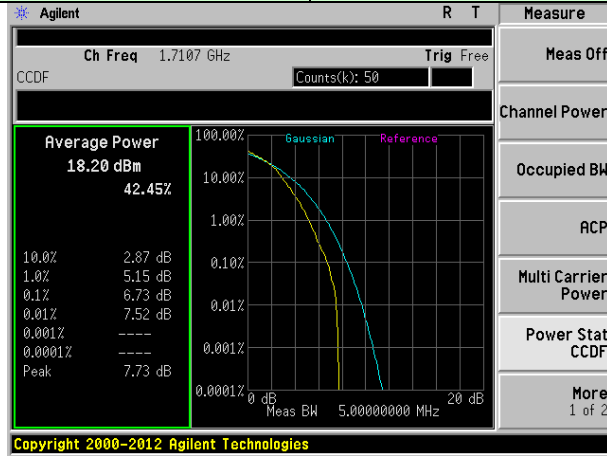 Agilent R T Measure
Ch Freq 1.7107 GHz Trig Free
CCDF Counts(k): 50
Meas Off
Channel Power
Occupied BW
ACP
Multi Carrier
Power
Power Stat
CCDF
More
1 of 2
Average Power
18.20 dBm
42.45%
10.0% 2.87 dB
1.0% 5.15 dB
0.1% 6.73 dB
0.01% 7.52 dB
0.001% ----
0.0001% ----
Peak 7.73 dB
Gaussian Reference
100.00%
10.00%
1.00%
0.10%
0.01%
0.001%
0.0001%
0 dB 20 dB
Meas BW 5.00000000 MHz
Copyright 2000-2012 Agilent Technologies